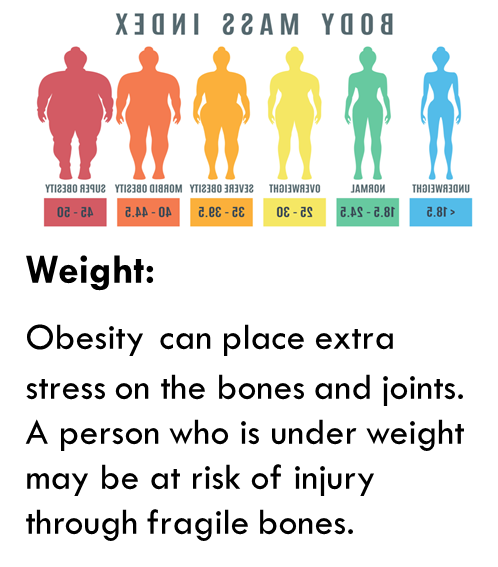 BODY MASS INDEX
UNDERWEIGHT NORMAL OVERWEIGHT SEVERE OBESITY MORBID OBESITY SUPER OBESITY
< 18.5 18.5 - 24.5 25 - 30 35 - 39.5 40 - 44.5 45 - 50
Weight:
Obesity can place extra
stress on the bones and joints.
A person who is under weight
may be at risk of injury
through fragile bones.